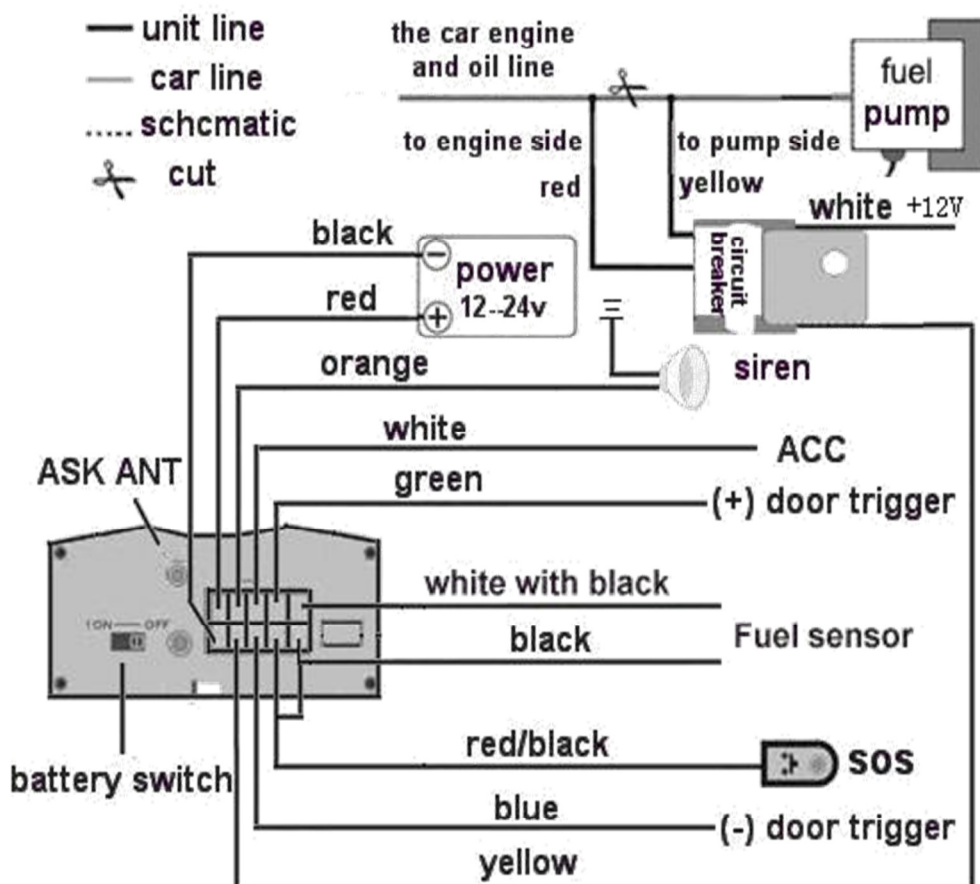 unit line
car line
schcmatic
cut
the car engine
and oil line
fuel
pump
to engine side
to pump side
red
yellow
white +12V
circuit
breaker
black
power
12--24v
red
orange
siren
white
ACC
ASK ANT
green
(+) door trigger
white with black
ON OFF
Fuel sensor
black
red/black
SOS
battery switch
blue
(-) door trigger
yellow